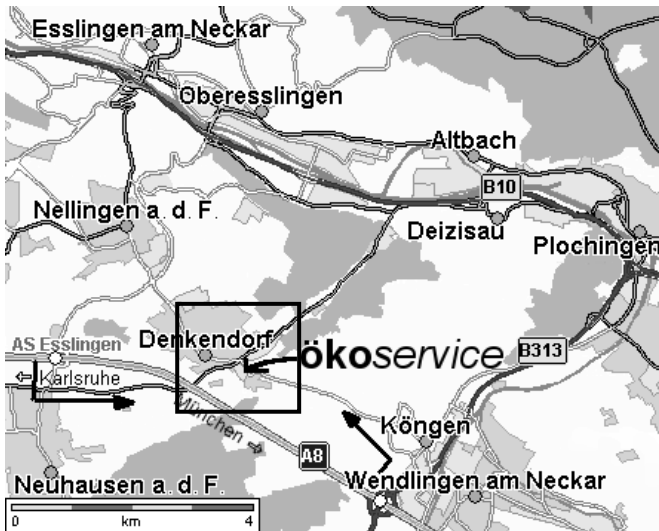 Esslingen am Neckar
Oberesslingen
Altbach
B10
Nellingen a. d. F.
Deizisau
Plochingen
AS Esslingen
Denkendorf
ökoservice
B313
Karlsruhe
München
Köngen
A8
Wendlingen am Neckar
Neuhausen a. d. F.
0 km 4